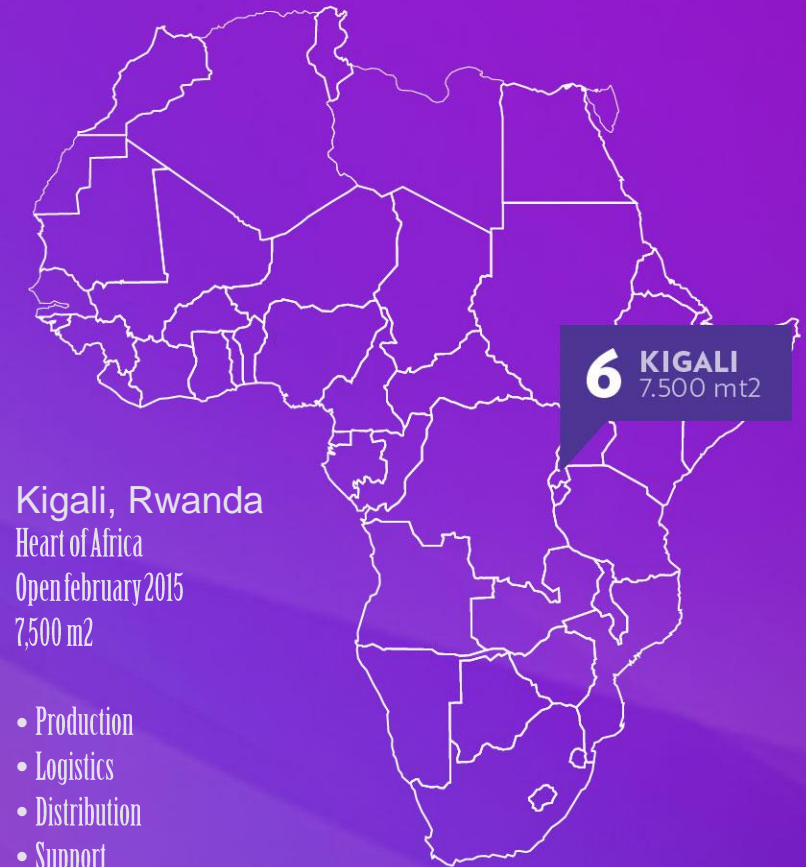 6 KIGALI
7.500 mt2
Kigali, Rwanda
Heart of Africa
Open february 2015
7,500 m2
• Production
• Logistics
• Distribution
• Support